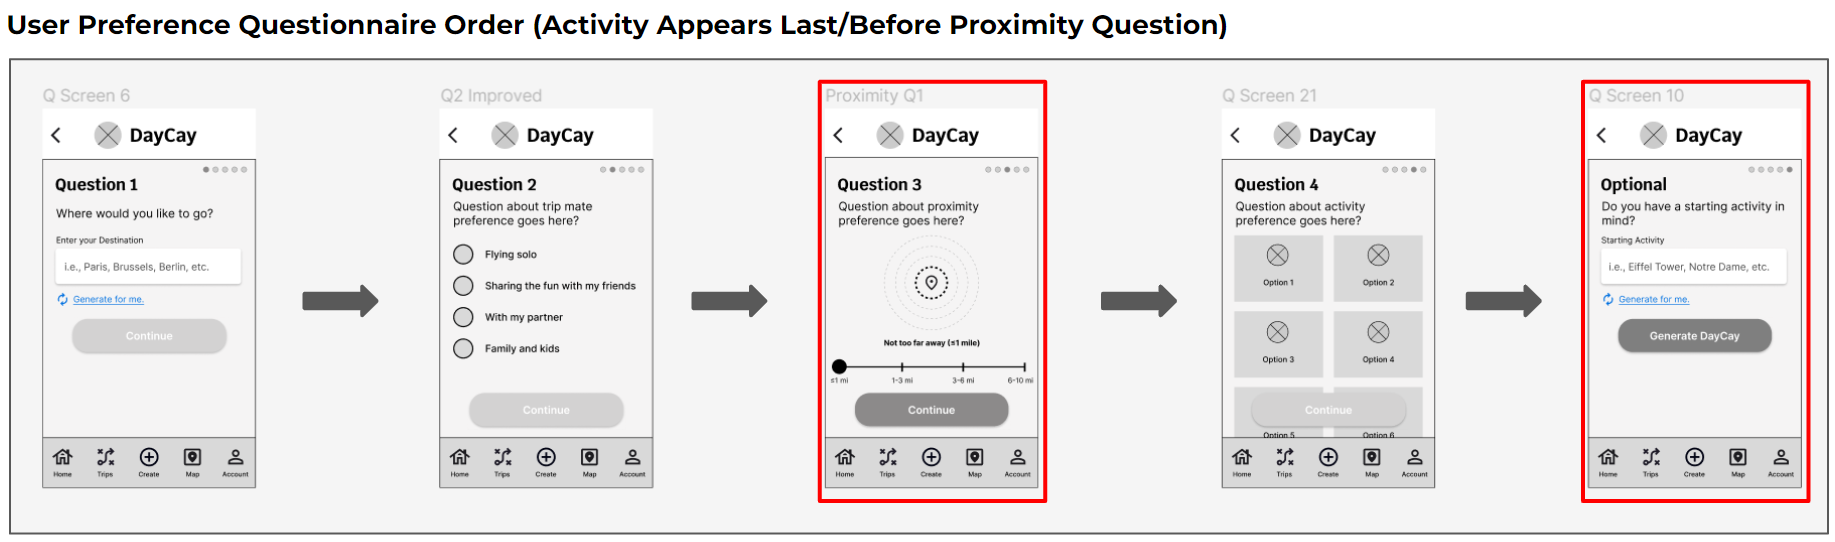 User Preference Questionnaire Order (Activity Appears Last/Before Proximity Question)
Q Screen 6
DayCay
Question 1
Where would you like to go?
Enter your Destination
i.e., Paris, Brussels, Berlin, etc.
Generate for me.
Continue
Home Trips Create Map Account
Q2 Improved
DayCay
Question 2
Question about trip mate
preference goes here?
Flying solo
Sharing the fun with my friends
With my partner
Family and kids
Continue
Home Trips Create Map Account
Proximity Q1
DayCay
Question 3
Question about proximity
preference goes here?
Not too far away (≤1 mile)
≤1 mi 1-3 mi 3-6 mi 6-10 mi
Continue
Home Trips Create Map Account
Q Screen 21
DayCay
Question 4
Question about activity
preference goes here?
Option 1 Option 2
Option 3 Option 4
Continue
Option 5 Option 6
Home Trips Create Map Account
Q Screen 10
DayCay
Optional
Do you have a starting activity in
mind?
Starting Activity
i.e., Eiffel Tower, Notre Dame, etc.
Generate for me.
Generate DayCay
Home Trips Create Map Account